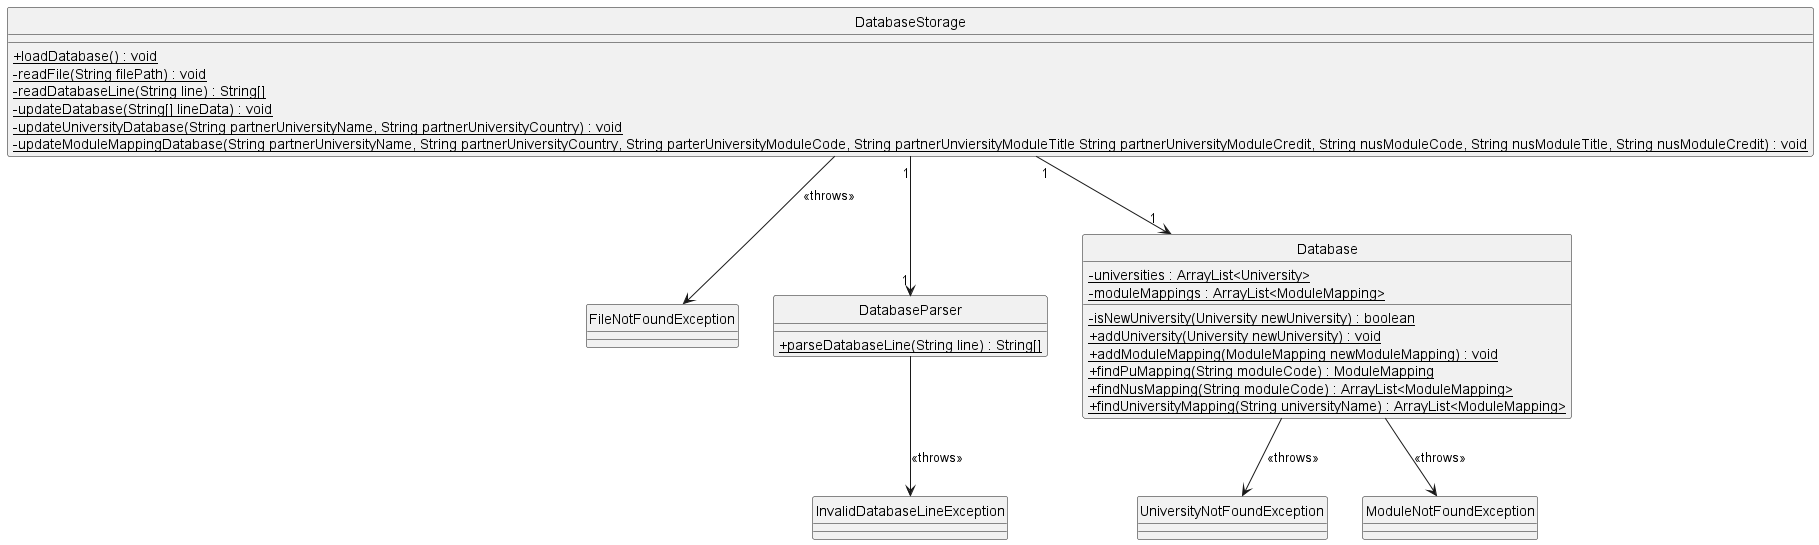 DatabaseStorage
+loadDatabase() : void
-readFile(String filePath) : void
-readDatabaseLine(String line) : String[]
-updateDatabase(String[] lineData) : void
-updateUniversityDatabase(String partnerUniversityName, String partnerUniversityCountry) : void
-updateModuleMappingDatabase(String partnerUniversityName, String partnerUniversityCountry, String parterUniversityModuleCode, String partnerUnviersityModuleTitle String partnerUniversityModuleCredit, String nusModuleCode, String nusModuleTitle, String nusModuleCredit) : void
1
1
«throws»
1
1
Database
-universities : ArrayList<University>
-moduleMappings : ArrayList<ModuleMapping>
-isNewUniversity(University newUniversity) : boolean
+addUniversity(University newUniversity) : void
+addModuleMapping(ModuleMapping newModuleMapping) : void
+findPuMapping(String moduleCode) : ModuleMapping
+findNusMapping(String moduleCode) : ArrayList<ModuleMapping>
+findUniversityMapping(String universityName) : ArrayList<ModuleMapping>
FileNotFoundException
DatabaseParser
+parseDatabaseLine(String line) : String[]
«throws»
«throws»
«throws»
InvalidDatabaseLineException
UniversityNotFoundException
ModuleNotFoundException